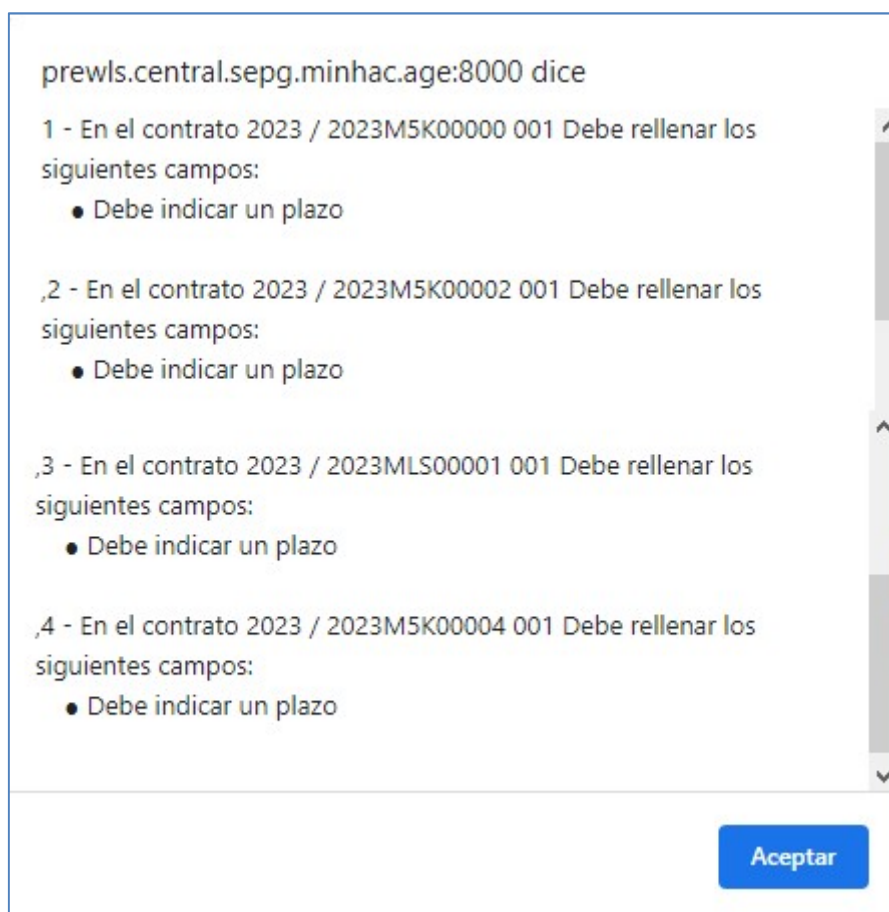 prewls.central.sepg.minhac.age:8000 dice
1 - En el contrato 2023 / 2023M5K00000 001 Debe rellenar los
siguientes campos:
● Debe indicar un plazo
,2 - En el contrato 2023 / 2023M5K00002 001 Debe rellenar los
siguientes campos:
● Debe indicar un plazo
,3 - En el contrato 2023 / 2023MLS00001 001 Debe rellenar los
siguientes campos:
● Debe indicar un plazo
,4 - En el contrato 2023 / 2023M5K00004 001 Debe rellenar los
siguientes campos:
● Debe indicar un plazo
Aceptar